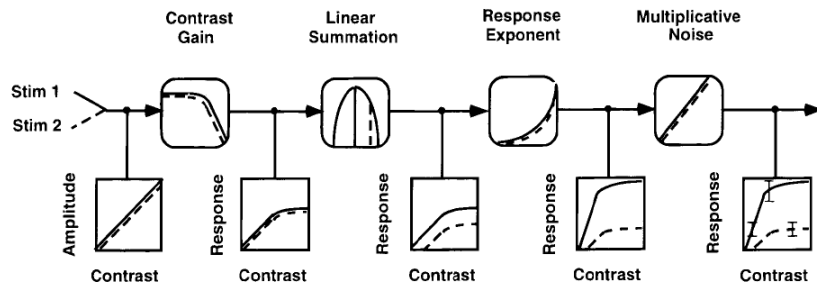 Contrast
Gain
Linear
Summation
Response
Exponent
Multiplicative
Noise
Stim 1
Stim 2
Amplitude
Contrast
Response
Contrast
Response
Contrast
Response
Contrast
Response
Contrast